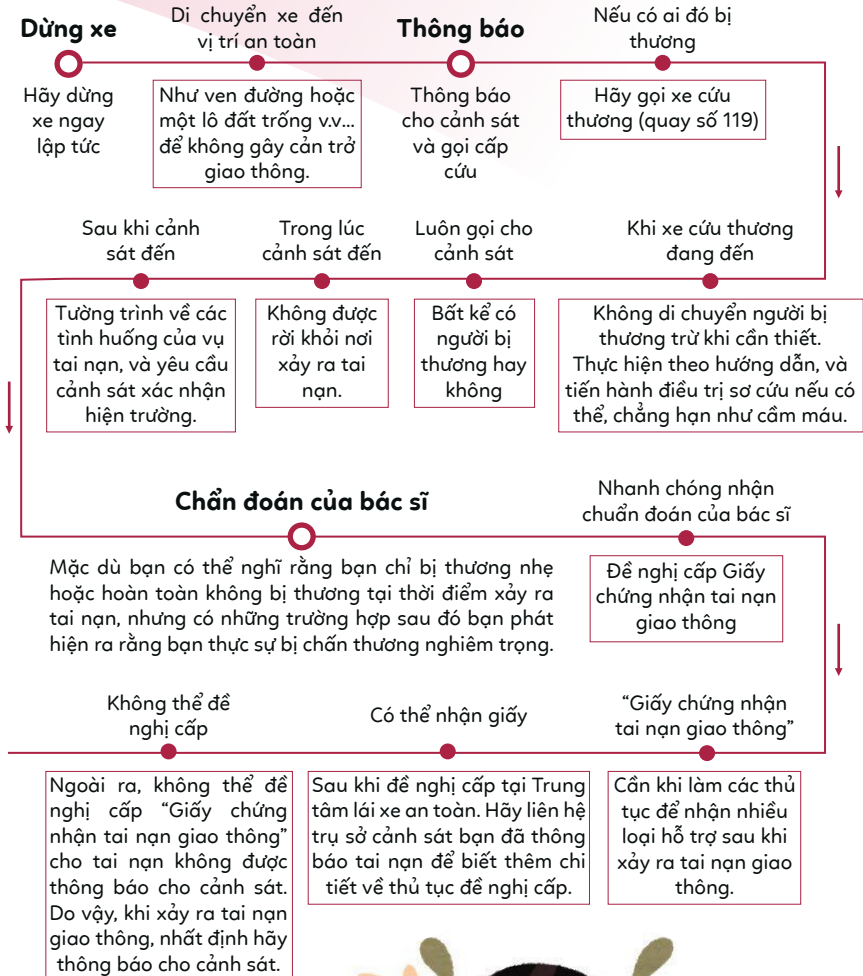 Dừng xe
Hãy dừng
xe ngay
lập tức
Di chuyển xe đến
vị trí an toàn
Như ven đường hoặc
một lô đất trống v.v...
để không gây cản trở
giao thông.
Thông báo
Thông báo
cho cảnh sát
và gọi cấp
cứu
Nếu có ai đó bị
thương
Hãy gọi xe cứu
thương (quay số 119)
Khi xe cứu thương
đang đến
Không di chuyển người bị
thương trừ khi cần thiết.
Thực hiện theo hướng dẫn, và
tiến hành điều trị sơ cứu nếu có
thể, chẳng hạn như cầm máu.
Luôn gọi cho
cảnh sát
Bất kể có
người bị
thương hay
không
Trong lúc
cảnh sát đến
Không được
rời khỏi nơi
xảy ra tai
nạn.
Sau khi cảnh
sát đến
Tường trình về các
tình huống của vụ
tai nạn, và yêu cầu
cảnh sát xác nhận
hiện trường.
Chẩn đoán của bác sĩ
Mặc dù bạn có thể nghĩ rằng bạn chỉ bị thương nhẹ
hoặc hoàn toàn không bị thương tại thời điểm xảy ra
tai nạn, nhưng có những trường hợp sau đó bạn phát
hiện ra rằng bạn thực sự bị chấn thương nghiêm trọng.
Nhanh chóng nhận
chuẩn đoán của bác sĩ
Đề nghị cấp Giấy
chứng nhận tai nạn
giao thông
“Giấy chứng nhận
tai nạn giao thông”
Cần khi làm các thủ
tục để nhận nhiều
loại hỗ trợ sau khi
xảy ra tai nạn giao
thông.
Có thể nhận giấy
Sau khi đề nghị cấp tại Trung
tâm lái xe an toàn. Hãy liên hệ
trụ sở cảnh sát bạn đã thông
báo tai nạn để biết thêm chi
tiết về thủ tục đề nghị cấp.
Không thể đề
nghị cấp
Ngoài ra, không thể đề
nghị cấp “Giấy chứng
nhận tai nạn giao thông”
cho tai nạn không được
thông báo cho cảnh sát.
Do vậy, khi xảy ra tai nạn
giao thông, nhất định hãy
thông báo cho cảnh sát.